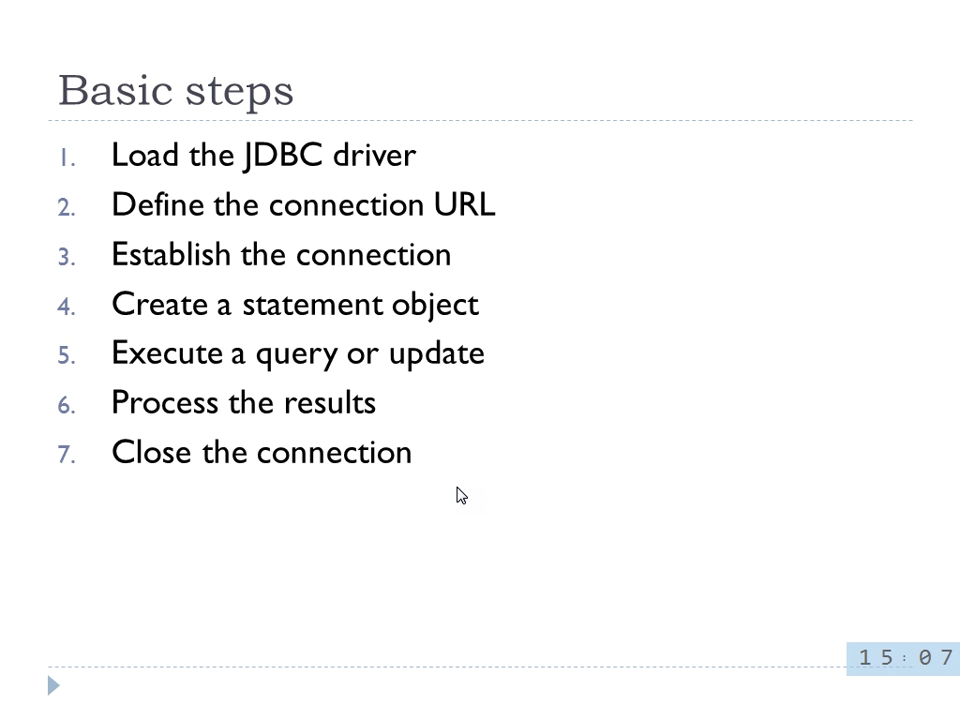 Basic steps
1. Load the JDBC driver
2. Define the connection URL
3. Establish the connection
4. Create a statement object
5. Execute a query or update
6. Process the results
7. Close the connection
15:07